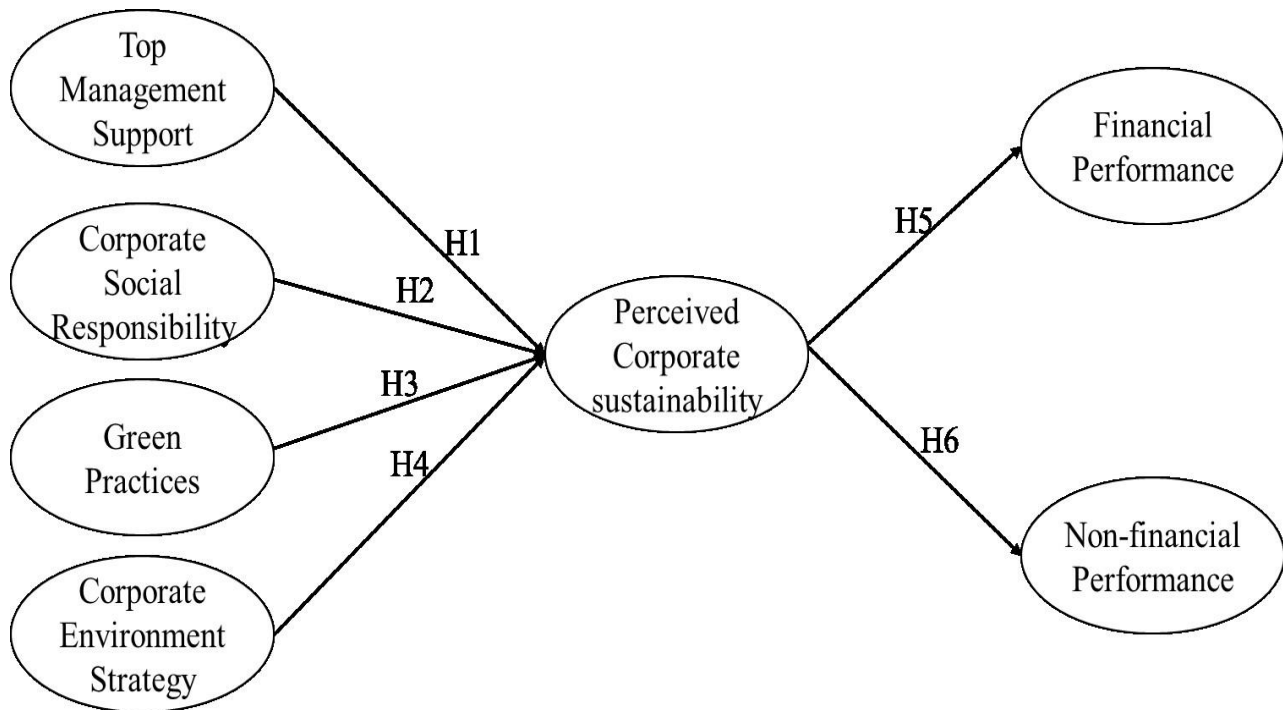 Top
Management
Support
Corporate
Social
Responsibility
Green
Practices
Corporate
Environment
Strategy
H1
H2
H3
H4
Perceived
Corporate
sustainability
H5
H6
Financial
Performance
Non-financial
Performance